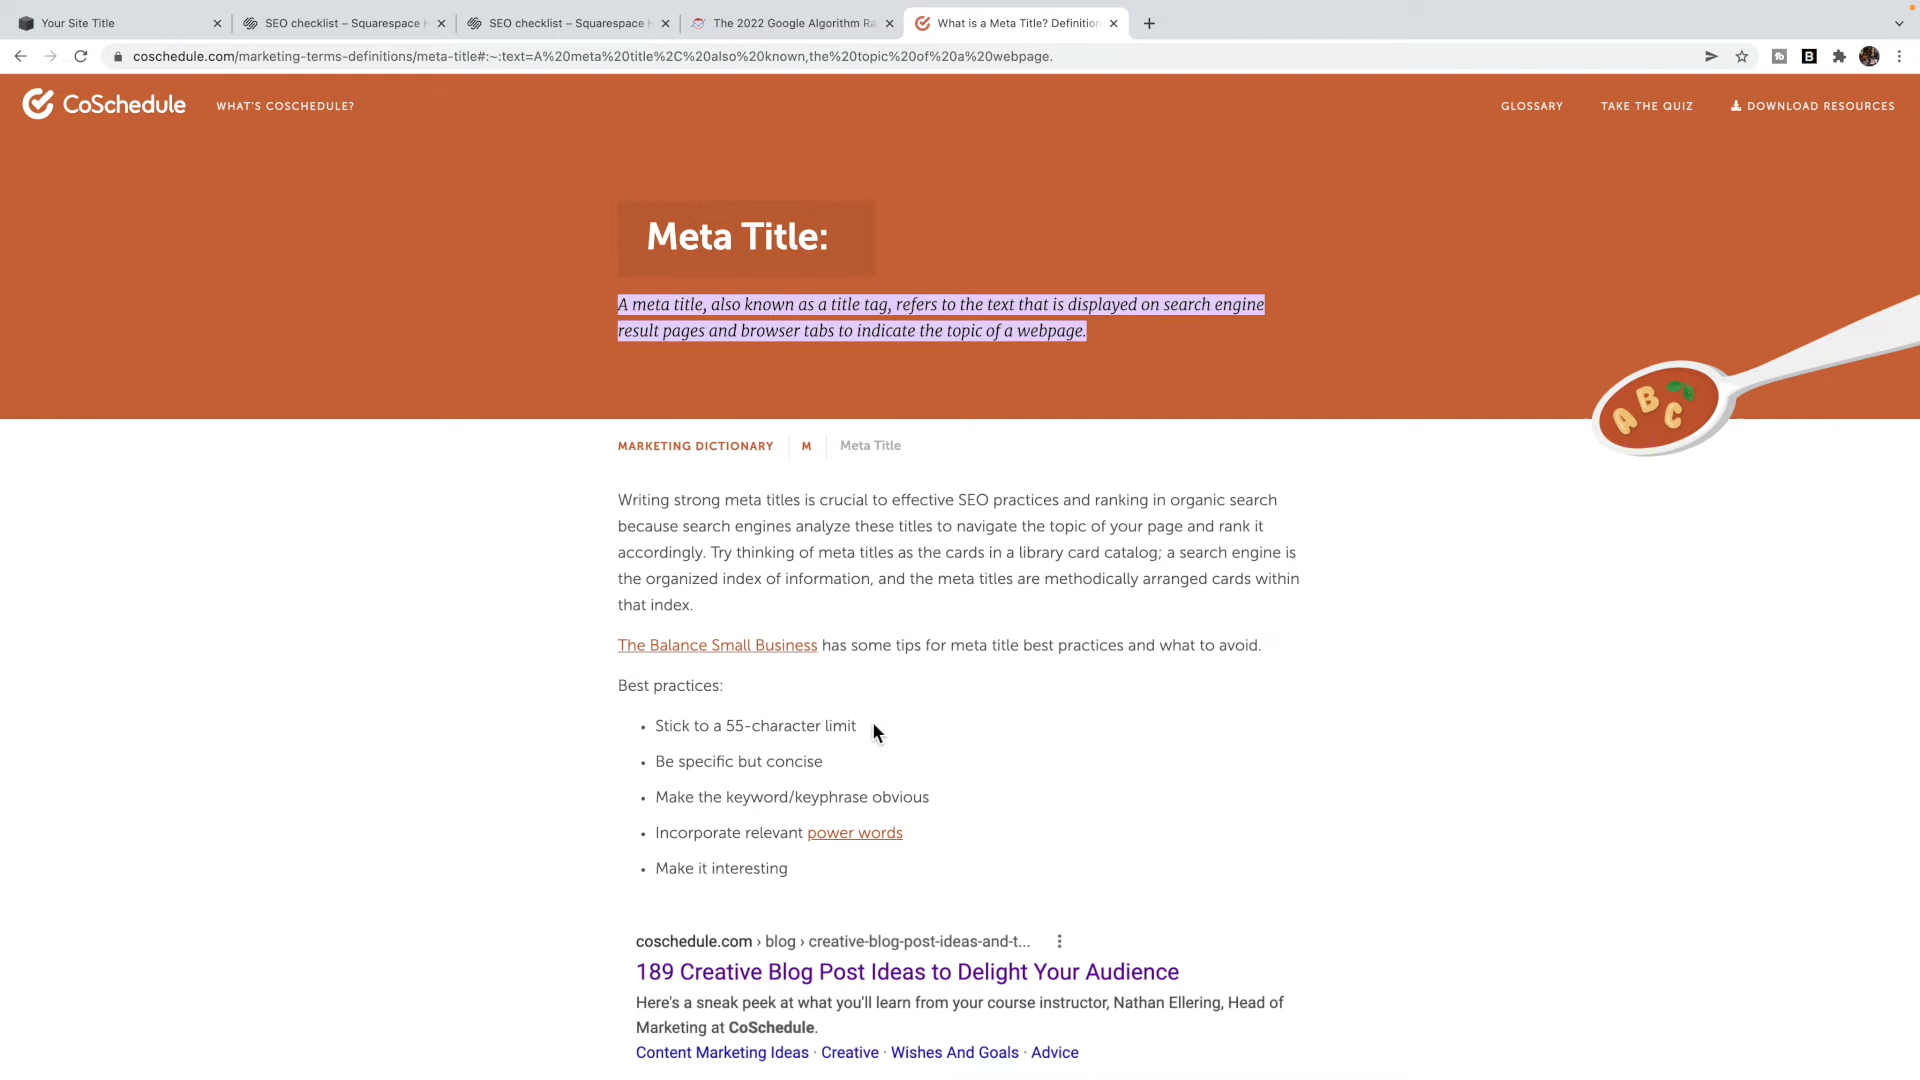 Your Site Title
SEO checklist – Squarespace H
SEO checklist – Squarespace H
The 2022 Google Algorithm Ra
What is a Meta Title? Definition
coschedule.com/marketing-terms-definitions/meta-title#:~:text=A%20meta%20title%2C%20also%20known,the%20topic%20of%20a%20webpage.
tb
B
CoSchedule
WHAT'S COSCHEDULE?
GLOSSARY
TAKE THE QUIZ
DOWNLOAD RESOURCES
Meta Title:
A meta title, also known as a title tag, refers to the text that is displayed on search engine
result pages and browser tabs to indicate the topic of a webpage.
A B C
MARKETING DICTIONARY
M
Meta Title
Writing strong meta titles is crucial to effective SEO practices and ranking in organic search
because search engines analyze these titles to navigate the topic of your page and rank it
accordingly. Try thinking of meta titles as the cards in a library card catalog; a search engine is
the organized index of information, and the meta titles are methodically arranged cards within
that index.
The Balance Small Business has some tips for meta title best practices and what to avoid.
Best practices:
• Stick to a 55-character limit
• Be specific but concise
• Make the keyword/keyphrase obvious
• Incorporate relevant power words
• Make it interesting
coschedule.com › blog › creative-blog-post-ideas-and-t...
189 Creative Blog Post Ideas to Delight Your Audience
Here's a sneak peek at what you'll learn from your course instructor, Nathan Ellering, Head of
Marketing at CoSchedule.
Content Marketing Ideas · Creative · Wishes And Goals · Advice